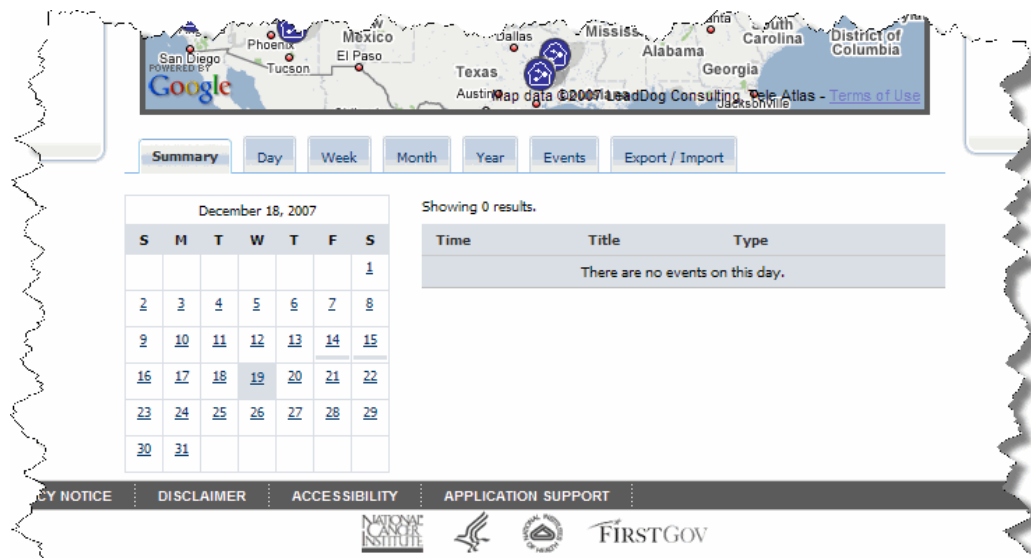 Mexico
Dallas
Mississ
South
Carolina
District of
Columbia
Phoenix
El Paso
Alabama
San Diego
Tucson
Texas
Georgia
POWERED BY
Google
Austin
Map data ©2007 LeadDog Consulting, Tele Atlas - Terms of Use
Jacksonville
Summary Day Week Month Year Events Export / Import
December 18, 2007
Showing 0 results.
S M T W T F S
Time Title Type
1
There are no events on this day.
2 3 4 5 6 7 8
9 10 11 12 13 14 15
16 17 18 19 20 21 22
23 24 25 26 27 28 29
30 31
CY NOTICE DISCLAIMER ACCESSIBILITY APPLICATION SUPPORT
NATIONAL
CANCER
INSTITUTE
FIRSTGOV